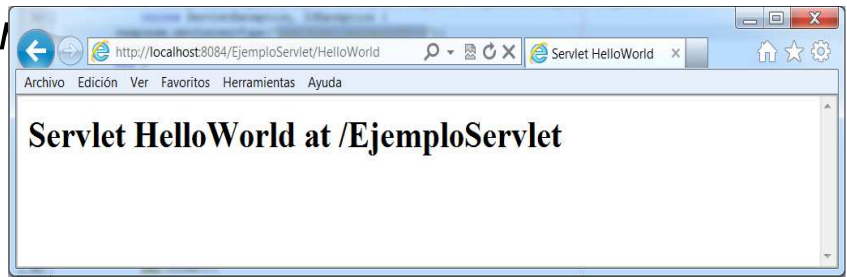 http://localhost:8084/EjemploServlet/HelloWorld
Servlet HelloWorld
Archivo Edición Ver Favoritos Herramientas Ayuda
Servlet HelloWorld at /EjemploServlet